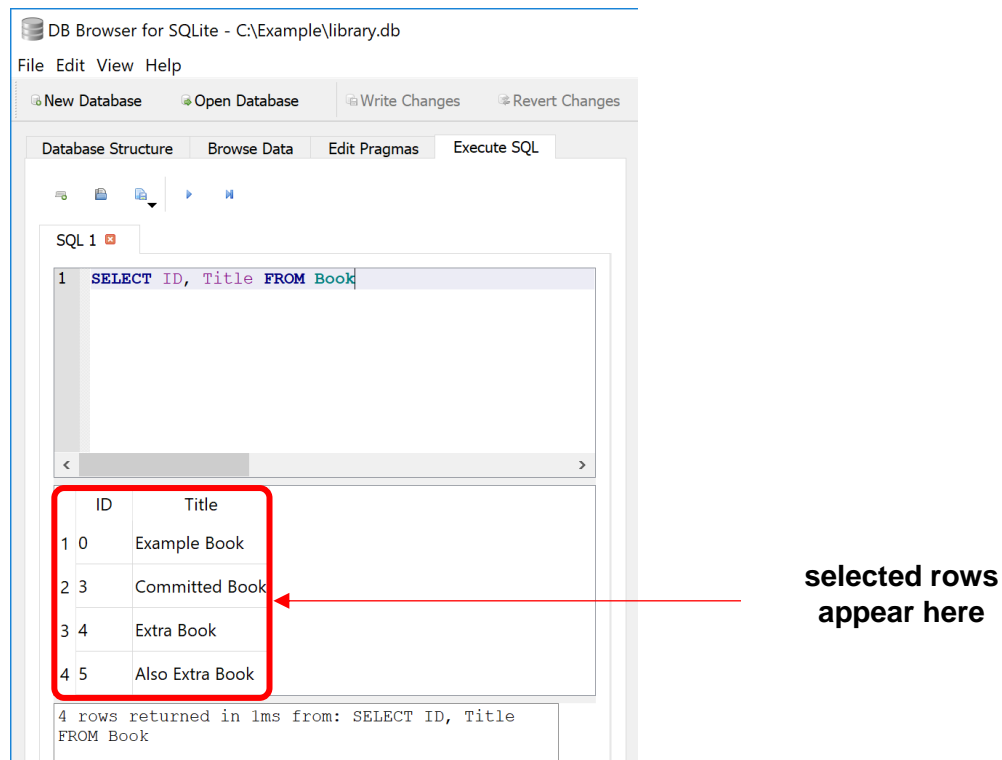 DB Browser for SQLite - C:\Example\library.db
File Edit View Help
New Database Open Database Write Changes Revert Changes
Database Structure Browse Data Edit Pragmas Execute SQL
SQL 1
1 SELECT ID, Title FROM Book
ID Title
1 0 Example Book
2 3 Committed Book
3 4 Extra Book
4 5 Also Extra Book
selected rows
appear here
4 rows returned in 1ms from: SELECT ID, Title
FROM Book